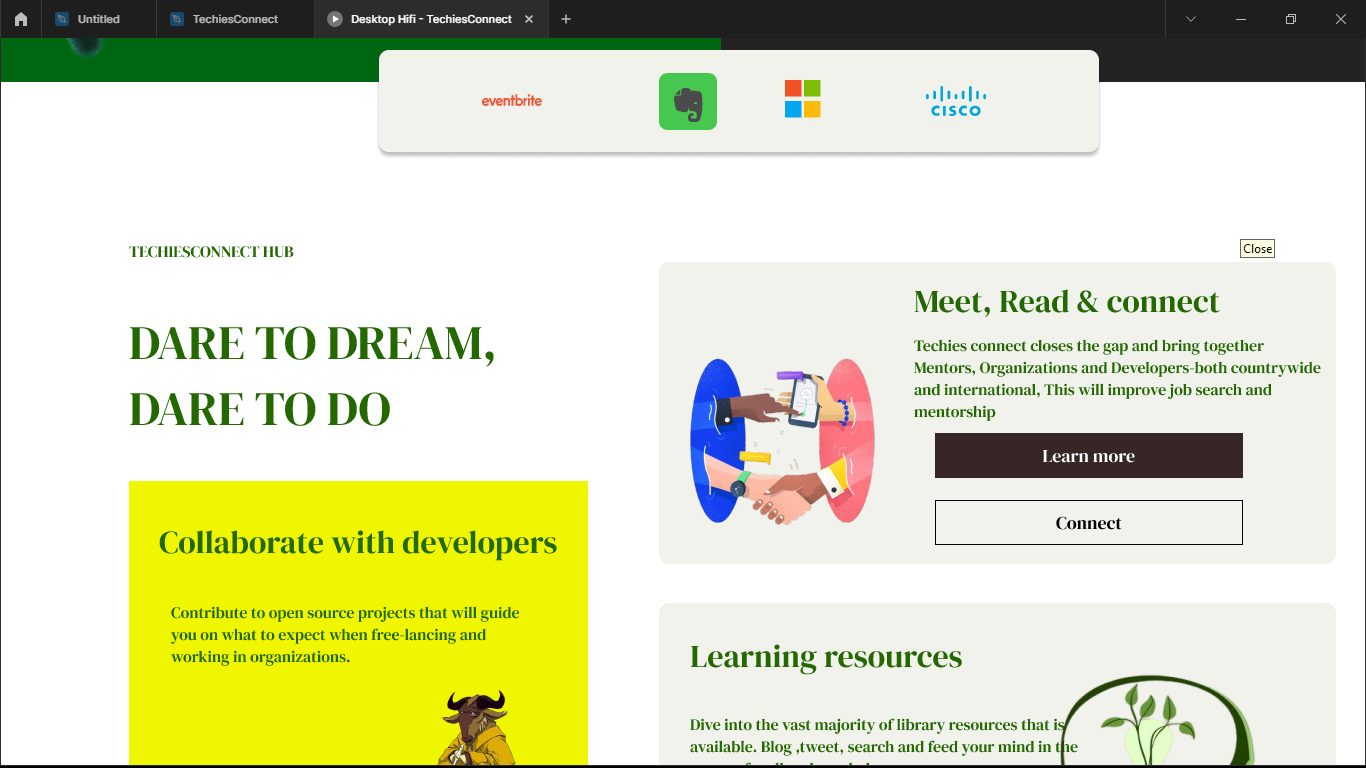 Untitled
TechiesConnect
Desktop Hifi - TechiesConnect
eventbrite
CISCO
TECHIESCONNECT HUB
DARE TO DREAM,
DARE TO DO
Collaborate with developers
Contribute to open source projects that will guide
you on what to expect when free-lancing and
working in organizations.
Close
Meet, Read & connect
Techies connect closes the gap and bring together
Mentors, Organizations and Developers-both countrywide
and international, This will improve job search and
mentorship
Learn more
Connect
Learning resources
Dive into the vast majority of library resources that is
available. Blog ,tweet, search and feed your mind in the